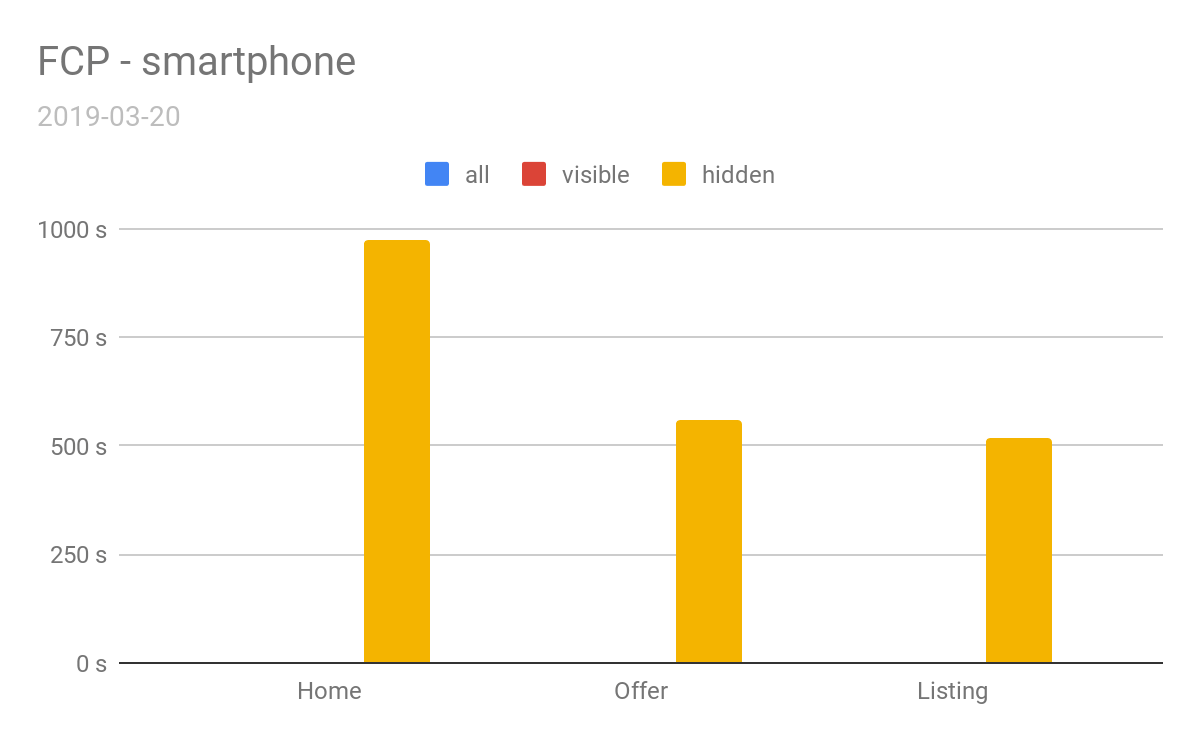 FCP - smartphone
2019-03-20
all visible hidden
1000 s
750 s
500 s
250 s
0 s
Home Offer Listing